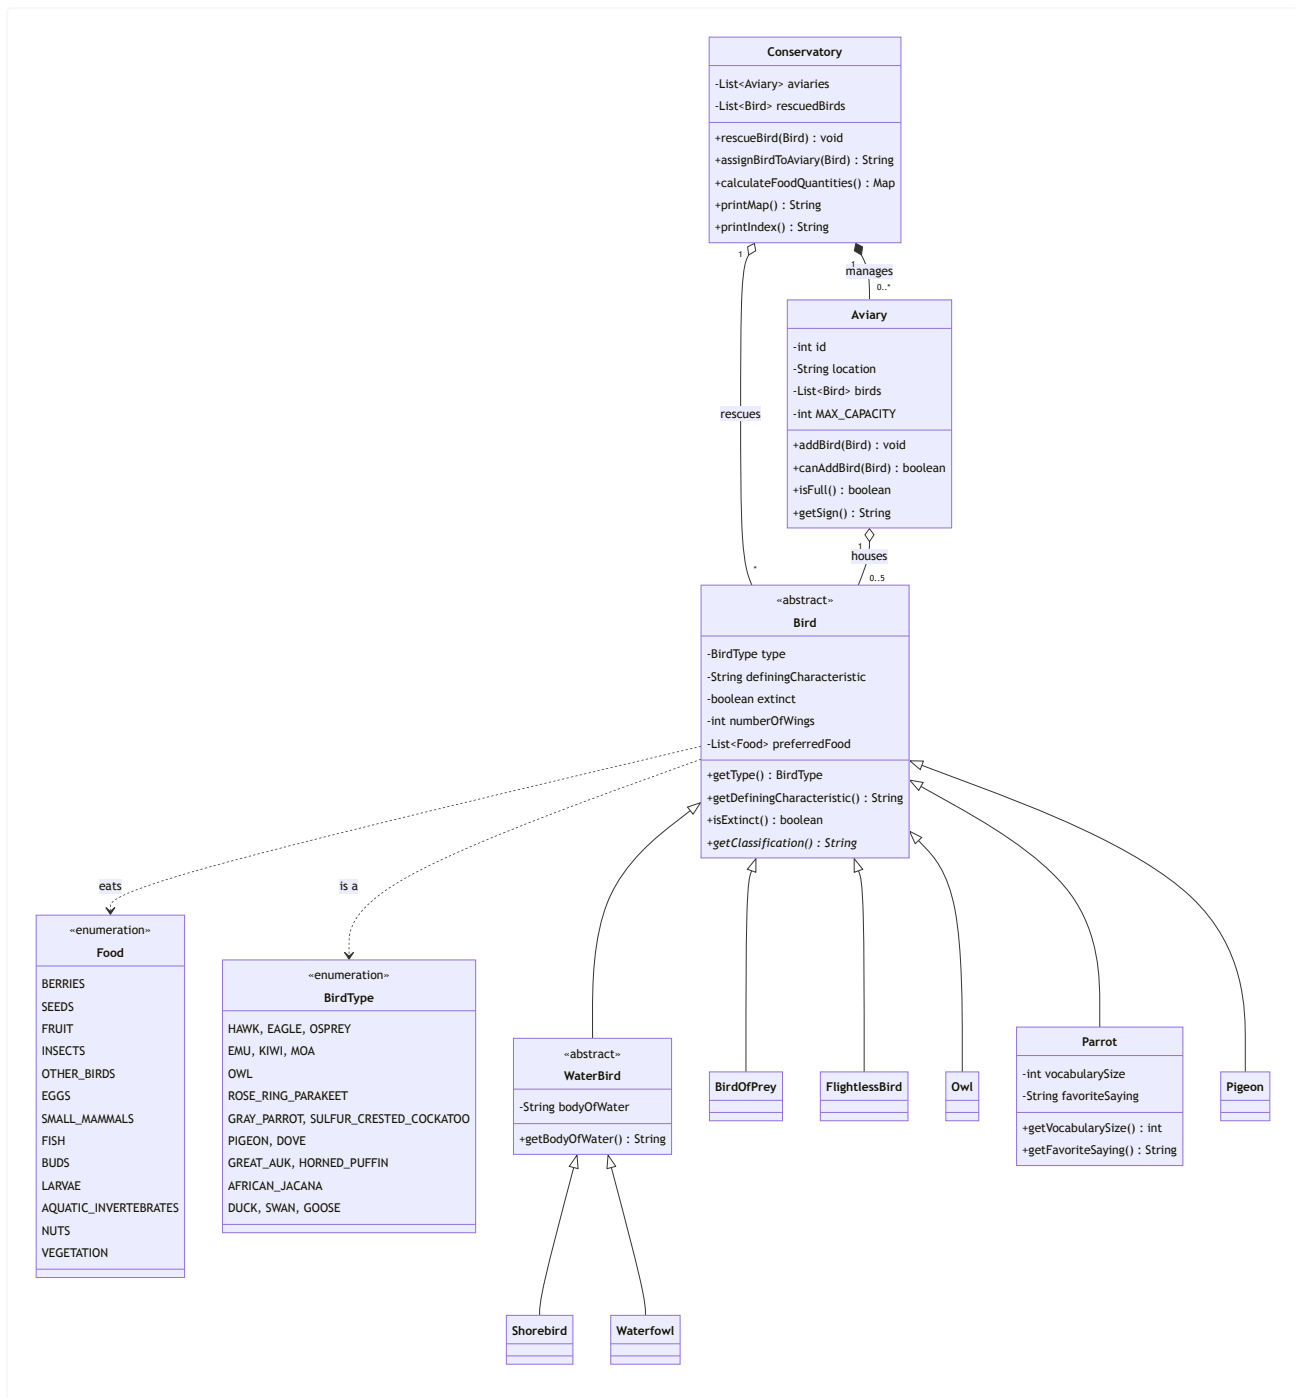 Conservatory
-List<Aviary> aviaries
-List<Bird> rescuedBirds
+rescueBird(Bird) : void
+assignBirdToAviary(Bird) : String
+calculateFoodQuantities() : Map
+printMap() : String
+printIndex() : String
1
1
manages
0..*
Aviary
-int id
-String location
-List<Bird> birds
-int MAX_CAPACITY
+addBird(Bird) : void
+canAddBird(Bird) : boolean
+isFull() : boolean
+getSign() : String
rescues
1
houses
*
0..5
«abstract»
Bird
-BirdType type
-String definingCharacteristic
-boolean extinct
-int numberOfWings
-List<Food> preferredFood
+getType() : BirdType
+getDefiningCharacteristic() : String
+isExtinct() : boolean
+getClassification() : String
eats
is a
«enumeration»
Food
BERRIES
SEEDS
FRUIT
INSECTS
OTHER_BIRDS
EGGS
SMALL_MAMMALS
FISH
BUDS
LARVAE
AQUATIC_INVERTEBRATES
NUTS
VEGETATION
«enumeration»
BirdType
HAWK, EAGLE, OSPREY
EMU, KIWI, MOA
OWL
ROSE_RING_PARAKEET
GRAY_PARROT, SULFUR_CRESTED_COCKATOO
PIGEON, DOVE
GREAT_AUK, HORNED_PUFFIN
AFRICAN_JACANA
DUCK, SWAN, GOOSE
«abstract»
WaterBird
-String bodyOfWater
+getBodyOfWater() : String
BirdOfPrey
FlightlessBird
Owl
Parrot
-int vocabularySize
-String favoriteSaying
+getVocabularySize() : int
+getFavoriteSaying() : String
Pigeon
Shorebird
Waterfowl